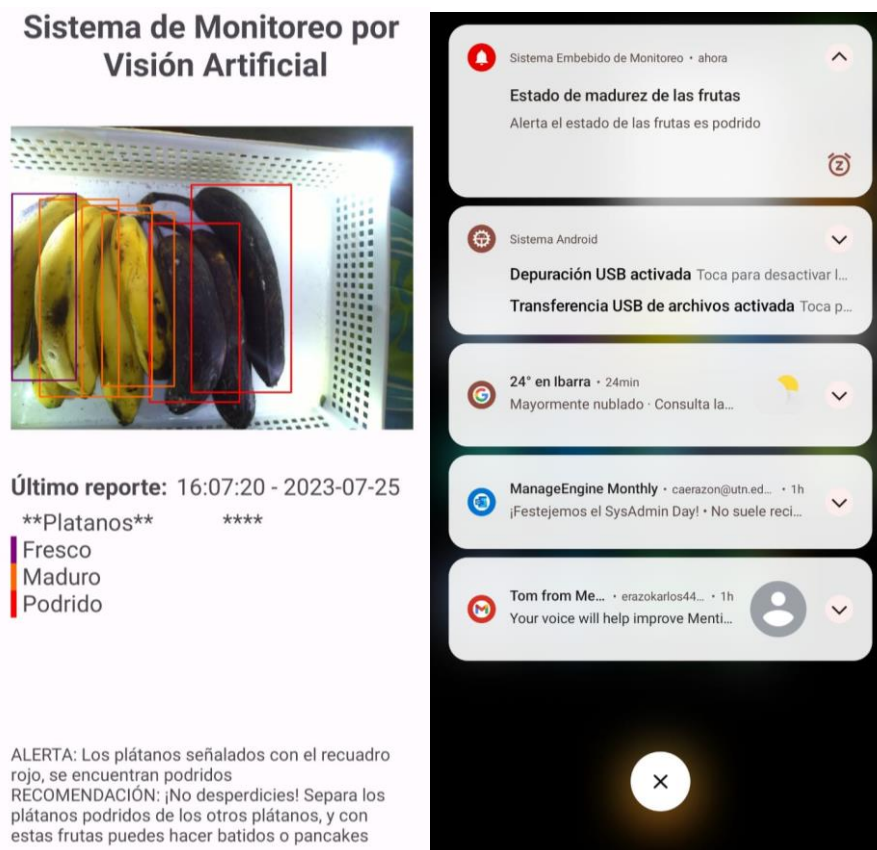 Sistema de Monitoreo por
Visión Artificial
Último reporte: 16:07:20 - 2023-07-25
**Platanos** ****
Fresco
Maduro
Podrido
ALERTA: Los plátanos señalados con el recuadro
rojo, se encuentran podridos
RECOMENDACIÓN: ¡No desperdicies! Separa los
plátanos podridos de los otros plátanos, y con
estas frutas puedes hacer batidos o pancakes
Sistema Embebido de Monitoreo • ahora
Estado de madurez de las frutas
Alerta el estado de las frutas es podrido
Sistema Android
Depuración USB activada Toca para desactivar l...
Transferencia USB de archivos activada Toca p...
24° en Ibarra • 24min
Mayormente nublado · Consulta la...
ManageEngine Monthly • caerazon@utn.ed... • 1h
¡Festejemos el SysAdmin Day! • No suele reci...
Tom from Me... • erazokarlos44... • 1h
Your voice will help improve Menti...